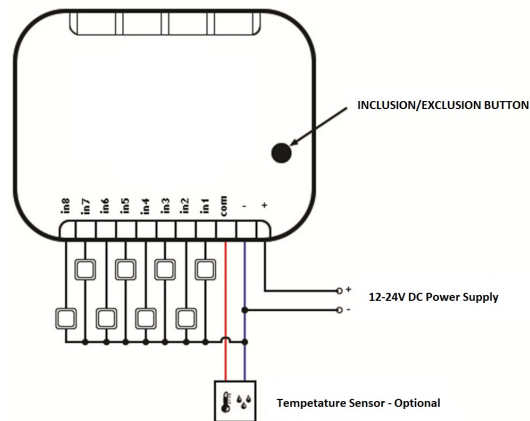 INCLUSION/EXCLUSION BUTTON
in8 in7 in6 in5 in4 in3 in2 in1 com - +
+
12-24V DC Power Supply
-
Tempetature Sensor - Optional